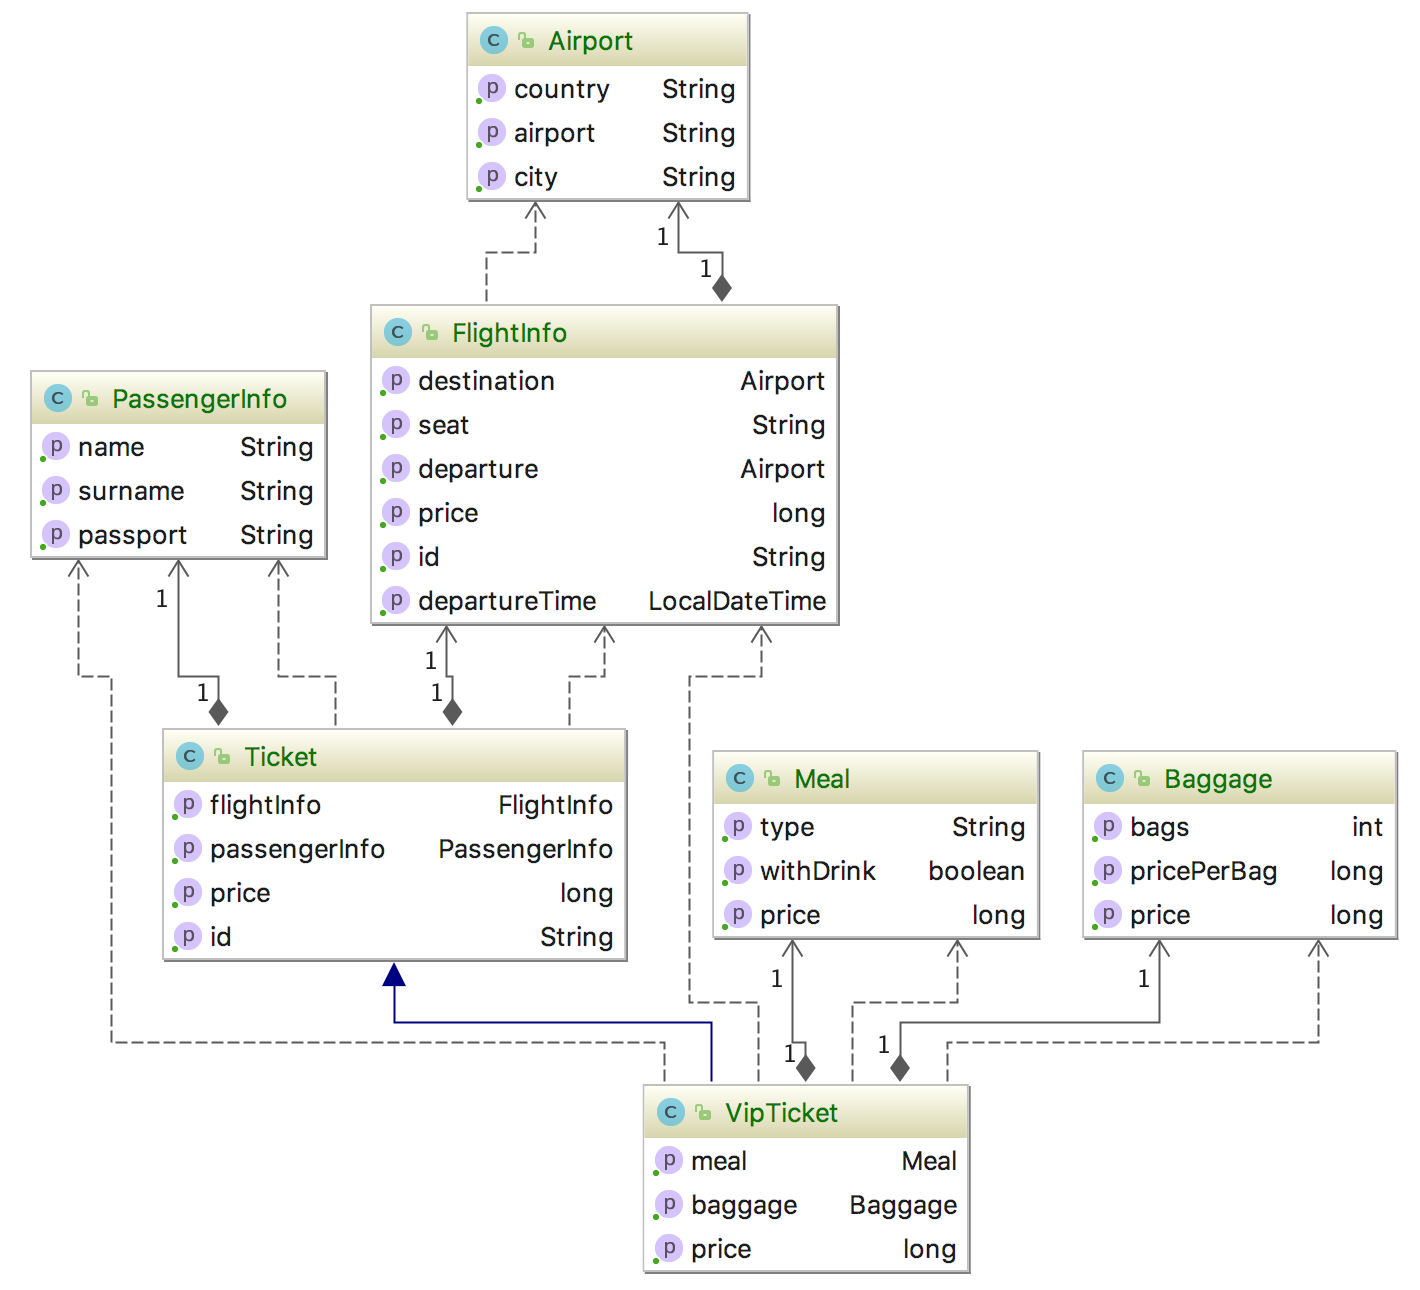 C Airport
p country String
p airport String
p city String
1
1
C FlightInfo
p destination Airport
p seat String
p departure Airport
p price long
p id String
p departureTime LocalDateTime
C PassengerInfo
p name String
p surname String
p passport String
1
1
1
1
C Ticket
p flightInfo FlightInfo
p passengerInfo PassengerInfo
p price long
p id String
C Meal
p type String
p withDrink boolean
p price long
C Baggage
p bags int
p pricePerBag long
p price long
1
1
1
1
C VipTicket
p meal Meal
p baggage Baggage
p price long